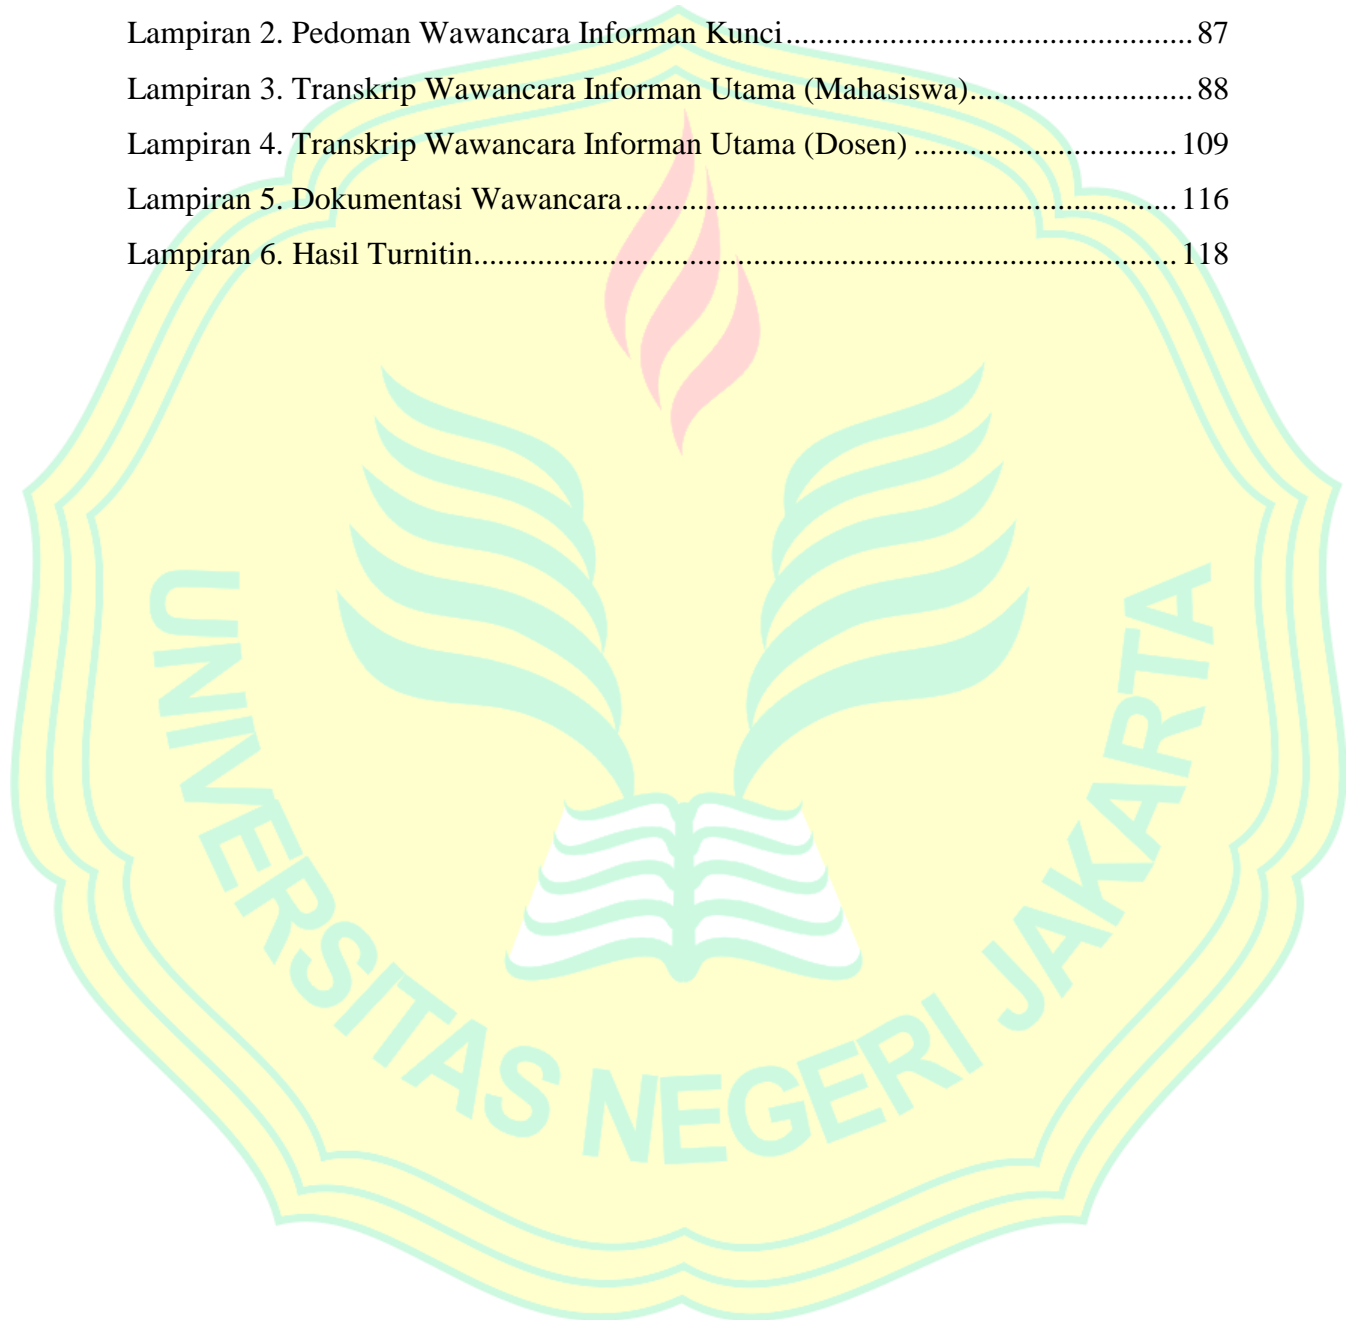 Lampiran 2. Pedoman Wawancara Informan Kunci.................................................. 87
Lampiran 3. Transkrip Wawancara Informan Utama (Mahasiswa)........................... 88
Lampiran 4. Transkrip Wawancara Informan Utama (Dosen) ................................ 109
Lampiran 5. Dokumentasi Wawancara.................................................................... 116
Lampiran 6. Hasil Turnitin....................................................................................... 118
UNIVERSITAS NEGERI JAKARTA